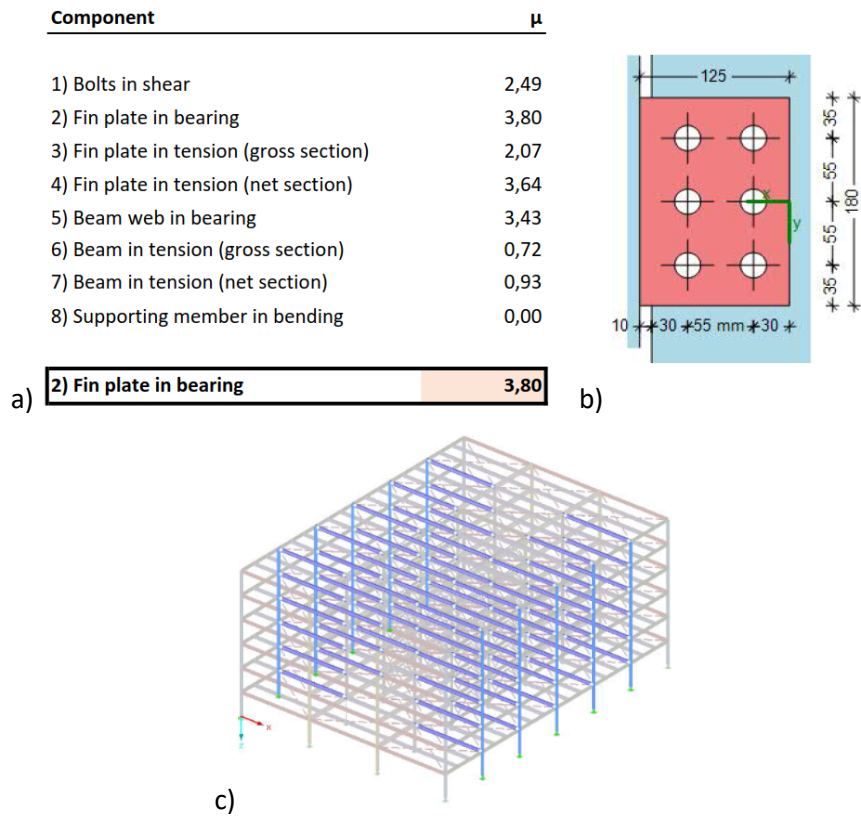 Component μ
1) Bolts in shear 2,49
2) Fin plate in bearing 3,80
3) Fin plate in tension (gross section) 2,07
4) Fin plate in tension (net section) 3,64
5) Beam web in bearing 3,43
6) Beam in tension (gross section) 0,72
7) Beam in tension (net section) 0,93
8) Supporting member in bending 0,00
a) 2) Fin plate in bearing 3,80
125
35
55
55
35
180
x
y
10 30 55 mm 30
b)
x
z
c)